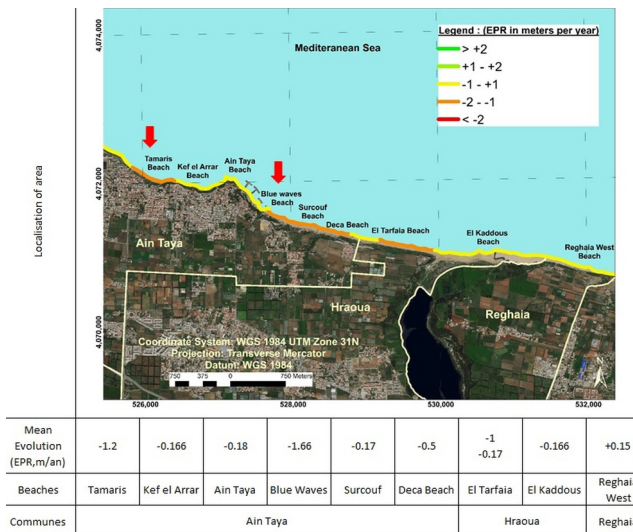 Localisation of area
4,074,000
4,072,000
4,070,000
Mediteranean Sea
Legend : (EPR in meters per year)
> +2
+1 - +2
-1 - +1
-2 - -1
< -2
Tamaris
Beach
Kef el Arrar
Beach
Ain Taya
Beach
Blue waves
Beach
Surcouf
Beach
Deca Beach
El Tarfaia Beach
El Kaddous
Beach
Reghaia West
Beach
Ain Taya
Hraoua
Reghaia
Coordinate System: WGS 1984 UTM Zone 31N
Projection: Transverse Mercator
Datum: WGS 1984
750 375 0 750 Meters
526,000 528,000 530,000 532,000
Mean
Evolution
(EPR,m/an)
-1.2 -0.166 -0.18 -1.66 -0.17 -0.5 -1 -0.166 +0.15
-0.17
Beaches Tamaris Kef el Arrar Ain Taya Blue Waves Surcouf Deca Beach El Tarfaia El Kaddous Reghaia
West
Communes Ain Taya Hraoua Reghaia